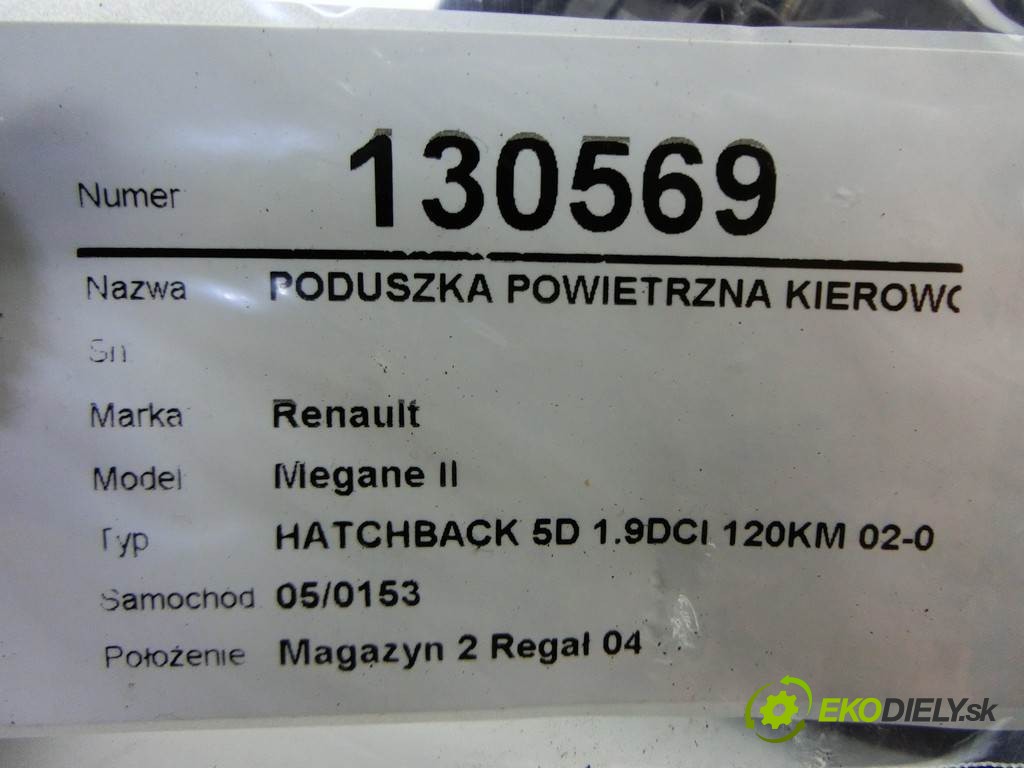 Numer 130569
Nazwa PODUSZKA POWIETRZNA KIEROWC
Sn
Marka Renault
Model Megane II
Typ HATCHBACK 5D 1.9DCI 120KM 02-0
Samochód 05/0153
Położenie Magazyn 2 Regał 04
EKODIELY.sk